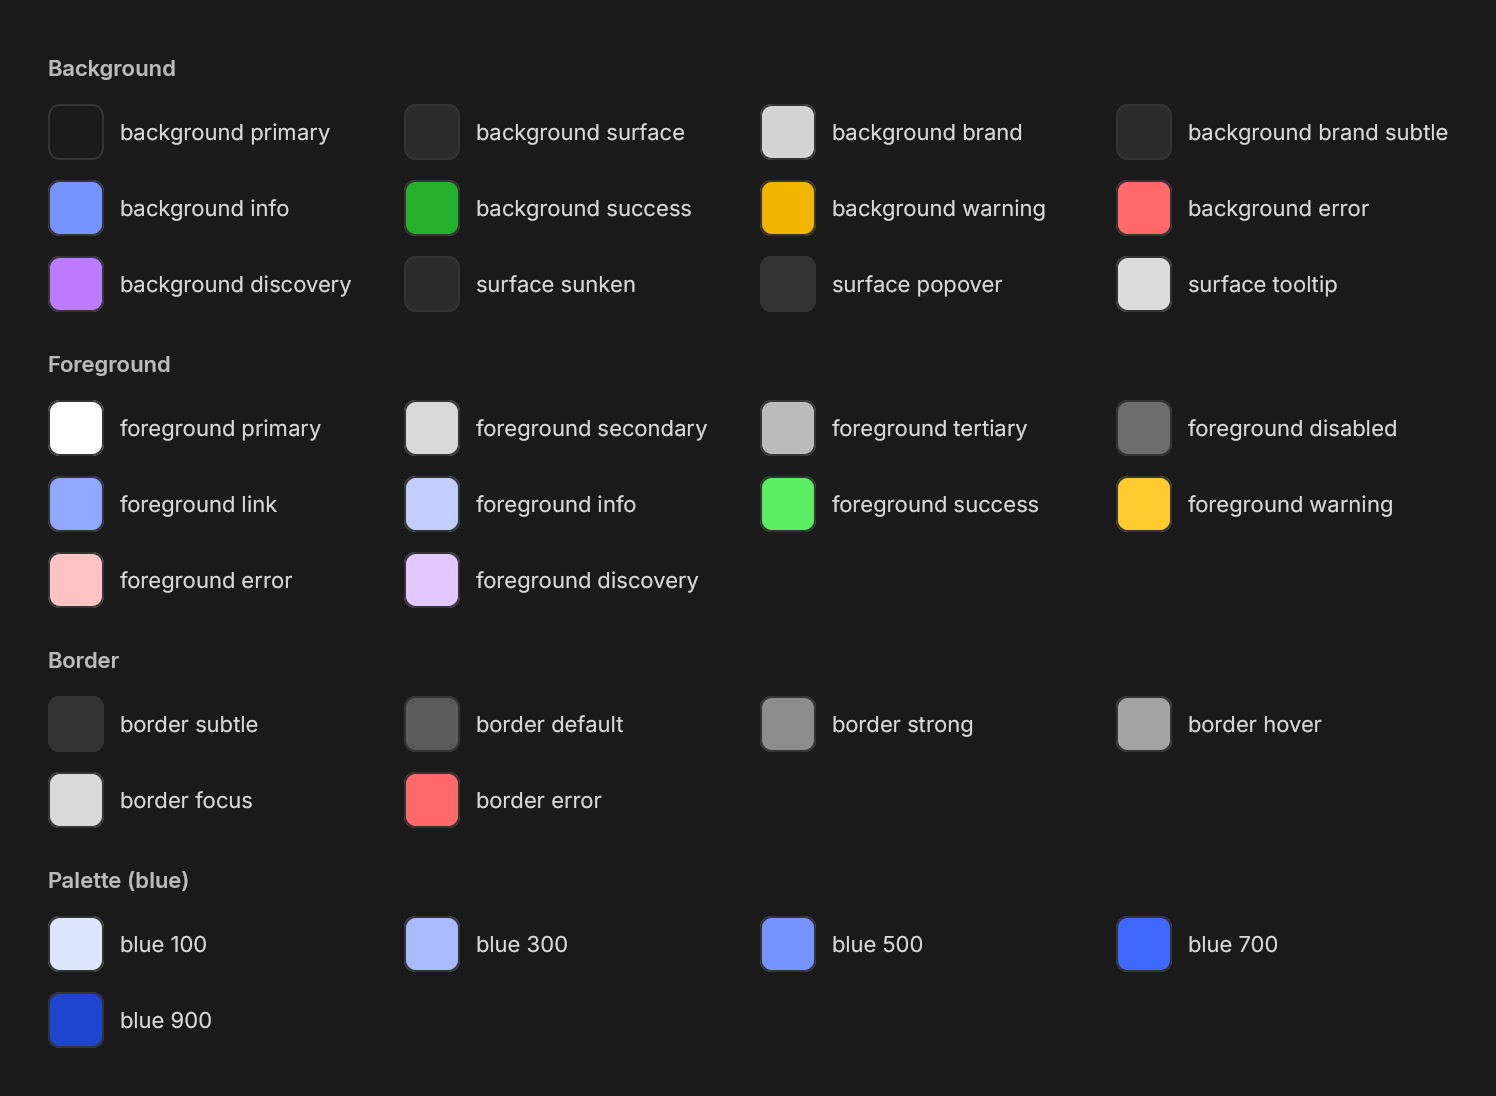 Background
background primary
background surface
background brand
background brand subtle
background info
background success
background warning
background error
background discovery
surface sunken
surface popover
surface tooltip
Foreground
foreground primary
foreground secondary
foreground tertiary
foreground disabled
foreground link
foreground info
foreground success
foreground warning
foreground error
foreground discovery
Border
border subtle
border default
border strong
border hover
border focus
border error
Palette (blue)
blue 100
blue 300
blue 500
blue 700
blue 900